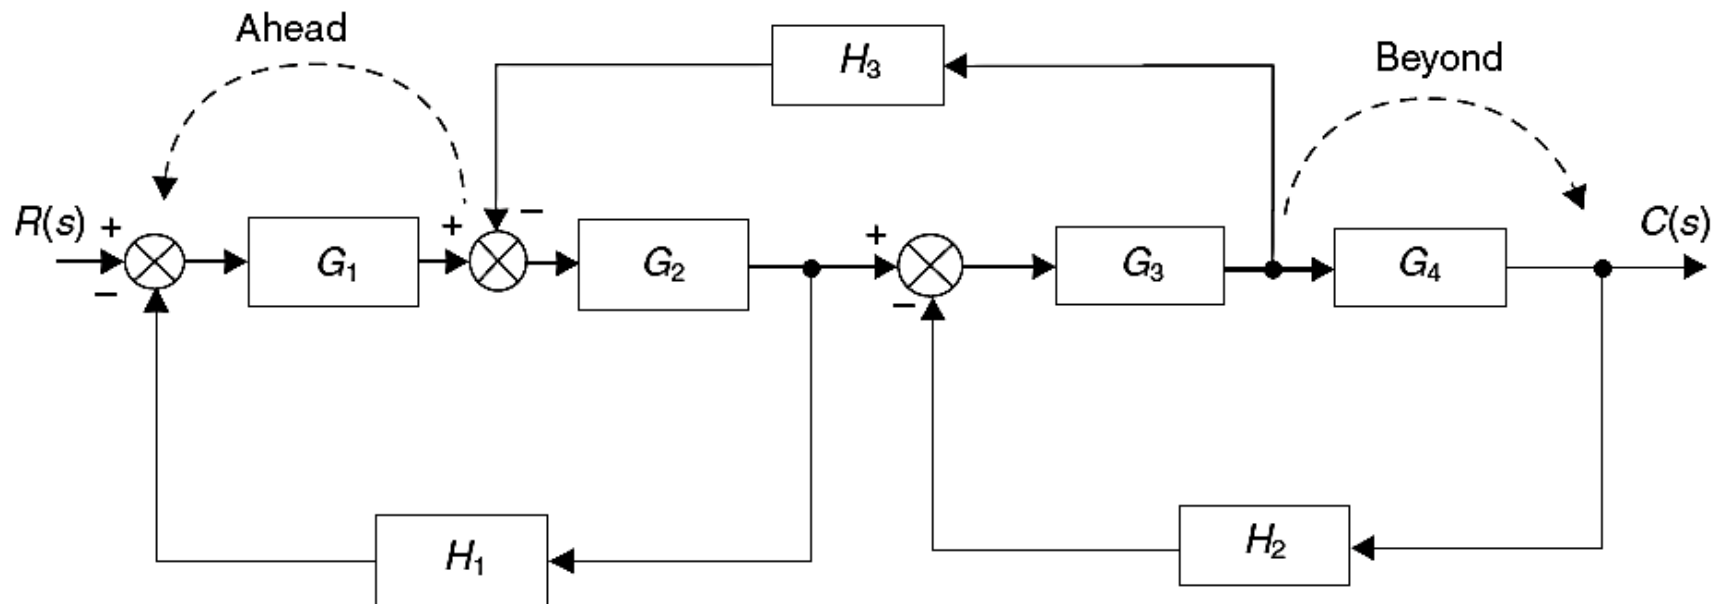 Ahead
H₃
Beyond
R(s)
+
−
G₁
+
−
G₂
+
−
G₃
G₄
C(s)
H₁
H₂